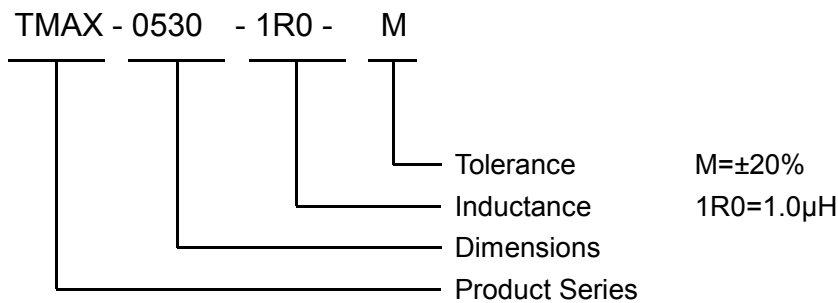 TMAX - 0530 - 1R0 - M
Tolerance M=±20%
Inductance 1R0=1.0µH
Dimensions
Product Series